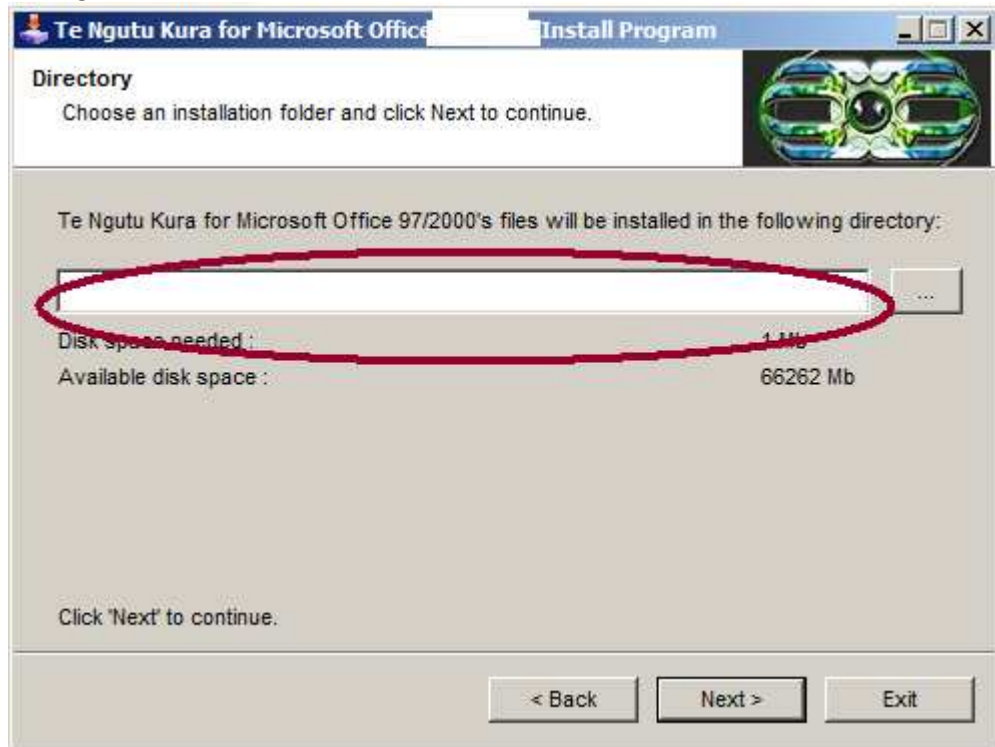 Te Ngutu Kura for Microsoft Office Install Program
Directory
Choose an installation folder and click Next to continue.
Te Ngutu Kura for Microsoft Office 97/2000's files will be installed in the following directory:
...
Disk space needed : 1 Mb
Available disk space : 66262 Mb
Click 'Next' to continue.
< Back Next > Exit